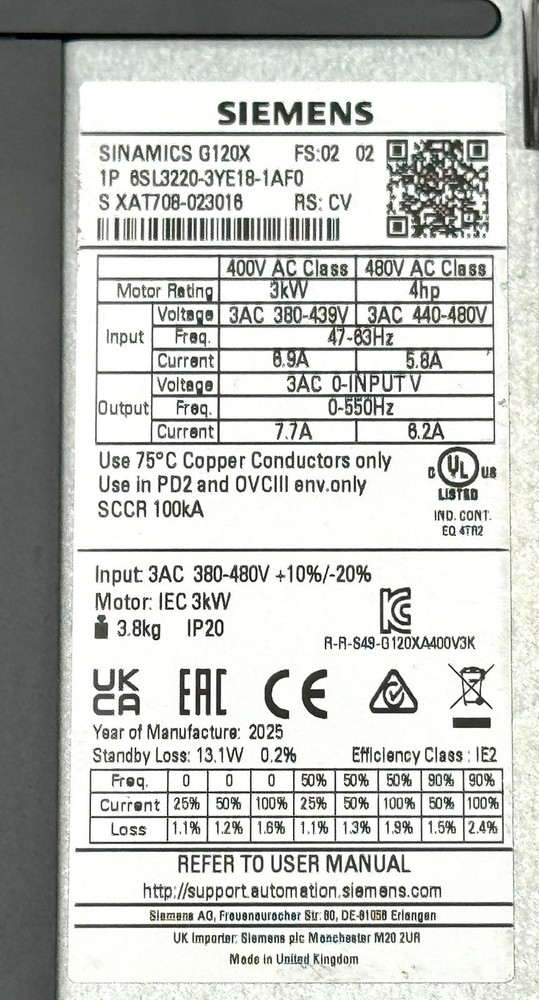 SIEMENS
SINAMICS G120X FS:02 02
1P 6SL3220-3YE18-1AF0
S XAT708-023016 RS: CV
400V AC Class 480V AC Class
Motor Rating 3kW 4hp
Input Voltage 3AC 380-439V 3AC 440-480V
Freq. 47-63Hz
Current 6.9A 5.8A
Output Voltage 3AC 0-INPUT V
Freq. 0-550Hz
Current 7.7A 6.2A
Use 75°C Copper Conductors only
Use in PD2 and OVCIII env.only
SCCR 100kA
C UL US
LISTED
IND. CONT.
EQ 4TR2
Input: 3AC 380-480V +10%/-20%
Motor: IEC 3kW
3.8kg IP20
R-R-S49-G120XA400V3K
UK CA EAC CE
Year of Manufacture: 2025
Standby Loss: 13.1W 0.2% Efficiency Class : IE2
Freq. 0 0 0 50% 50% 50% 90% 90%
Current 25% 50% 100% 25% 50% 100% 50% 100%
Loss 1.1% 1.2% 1.6% 1.1% 1.3% 1.9% 1.5% 2.4%
REFER TO USER MANUAL
http://support.automation.siemens.com
Siemens AG, Frauenauracher Str. 80, DE-91056 Erlangen
UK Importer: Siemens plc Manchester M20 2UR
Made in United Kingdom